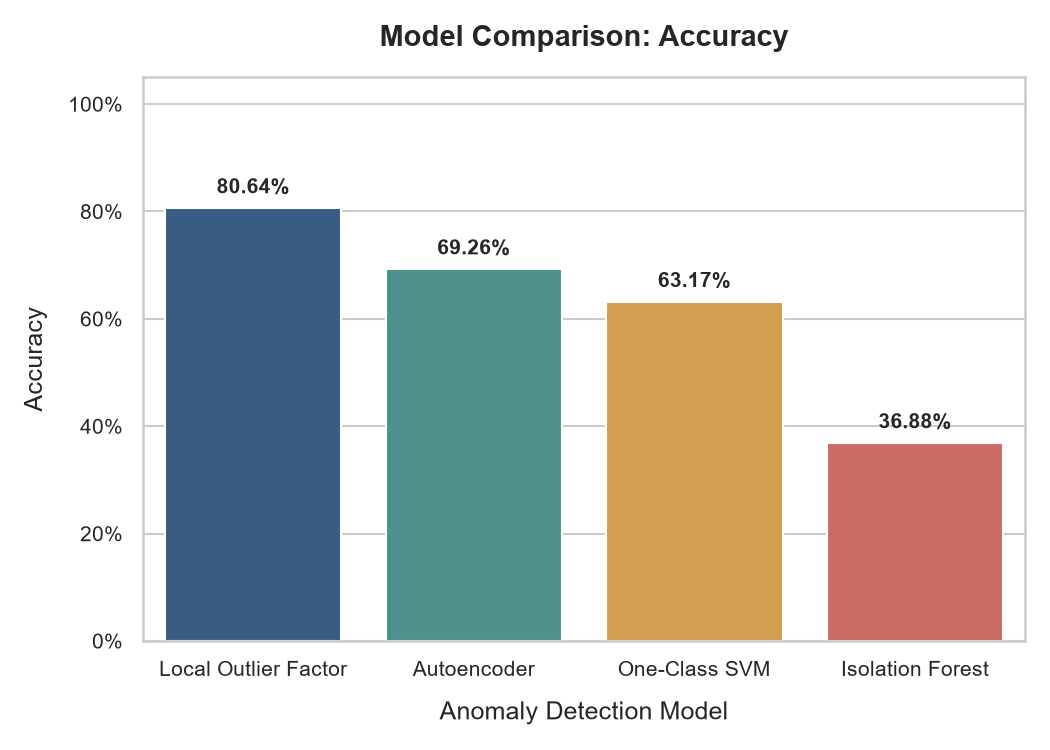 Model Comparison: Accuracy
100%
80%
60%
40%
20%
0%
Accuracy
80.64%
69.26%
63.17%
36.88%
Local Outlier Factor
Autoencoder
One-Class SVM
Isolation Forest
Anomaly Detection Model